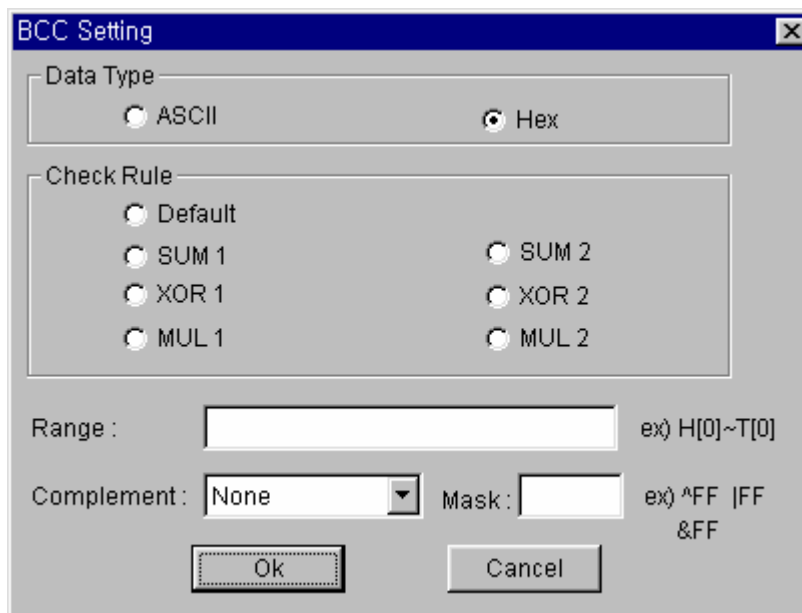 BCC Setting
Data Type
ASCII
Hex
Check Rule
Default
SUM 1
SUM 2
XOR 1
XOR 2
MUL 1
MUL 2
Range :
ex) H[0]~T[0]
Complement :
None
Mask :
ex) ^FF |FF
&FF
Ok
Cancel